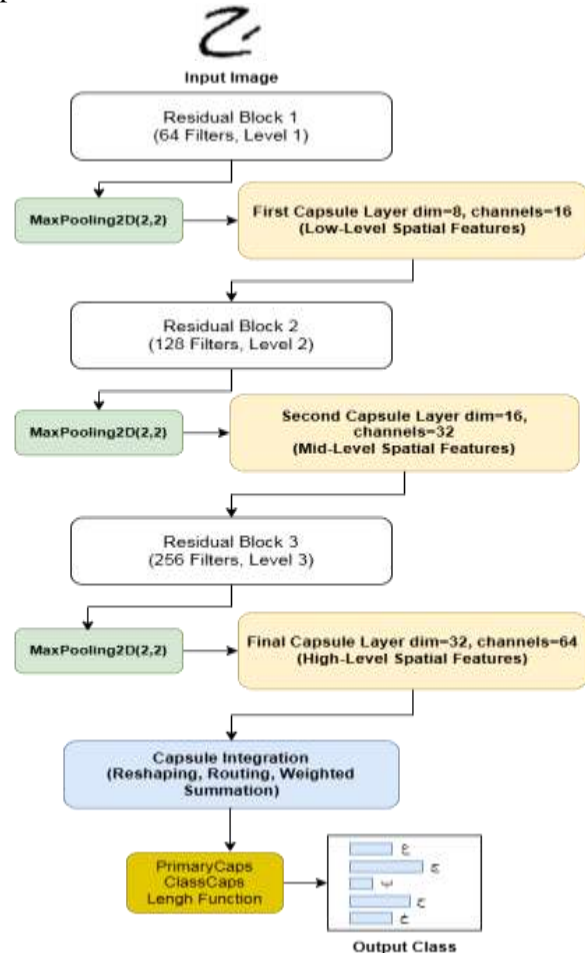 Input Image
Residual Block 1
(64 Filters, Level 1)
MaxPooling2D(2,2)
First Capsule Layer dim=8, channels=16
(Low-Level Spatial Features)
Residual Block 2
(128 Filters, Level 2)
MaxPooling2D(2,2)
Second Capsule Layer dim=16,
channels=32
(Mid-Level Spatial Features)
Residual Block 3
(256 Filters, Level 3)
MaxPooling2D(2,2)
Final Capsule Layer dim=32, channels=64
(High-Level Spatial Features)
Capsule Integration
(Reshaping, Routing, Weighted
Summation)
PrimaryCaps
ClassCaps
Lengh Function
ب
Output Class